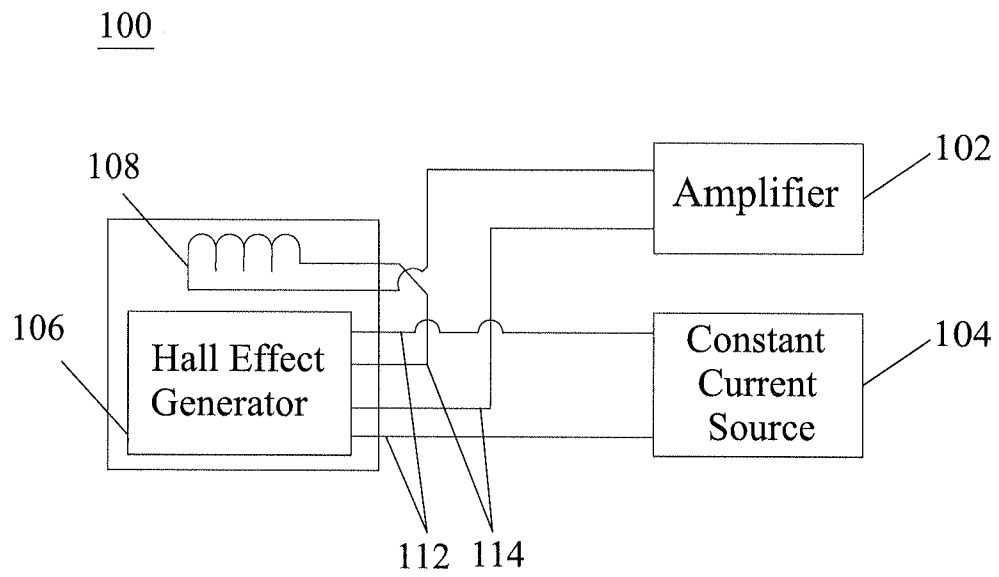 100
108
102
Amplifier
106
Hall Effect
Generator
Constant
Current
Source
104
112
114